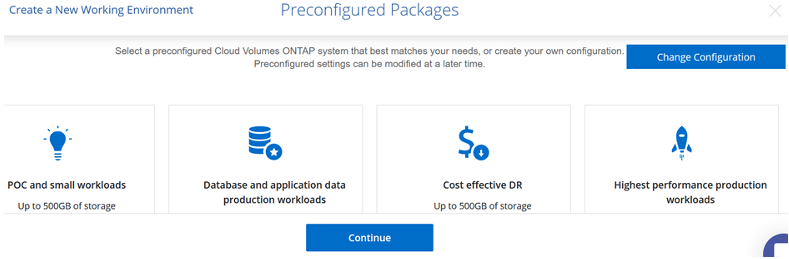 Create a New Working Environment
Preconfigured Packages
Select a preconfigured Cloud Volumes ONTAP system that best matches your needs, or create your own configuration.
Preconfigured settings can be modified at a later time.
Change Configuration
POC and small workloads
Up to 500GB of storage
Database and application data
production workloads
Cost effective DR
Up to 500GB of storage
Highest performance production
workloads
Continue